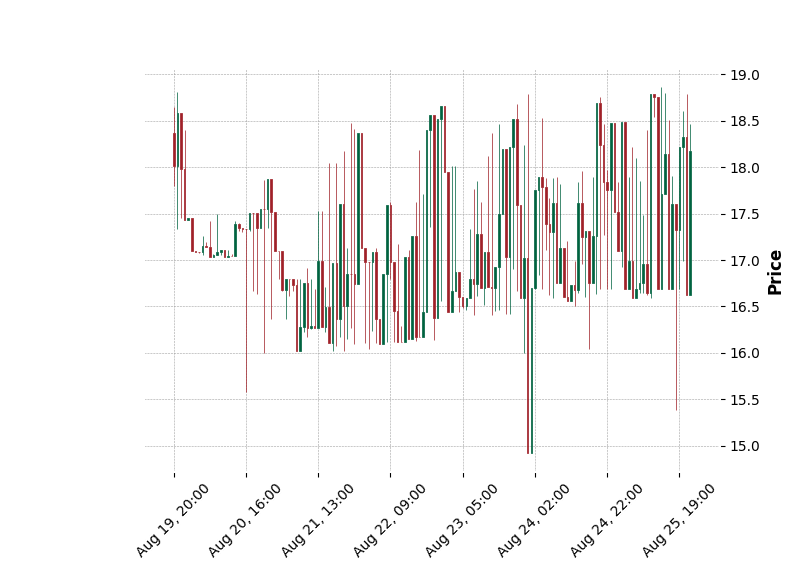 19.0
18.5
18.0
17.5
17.0
16.5
16.0
15.5
15.0
Price
Aug 19, 20:00
Aug 20, 16:00
Aug 21, 13:00
Aug 22, 09:00
Aug 23, 05:00
Aug 24, 02:00
Aug 24, 22:00
Aug 25, 19:00